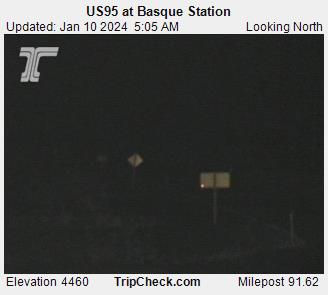 US95 at Basque Station
Updated: Jan 10 2024  5:05 AM
Looking North
Elevation 4460
TripCheck.com
Milepost 91.62